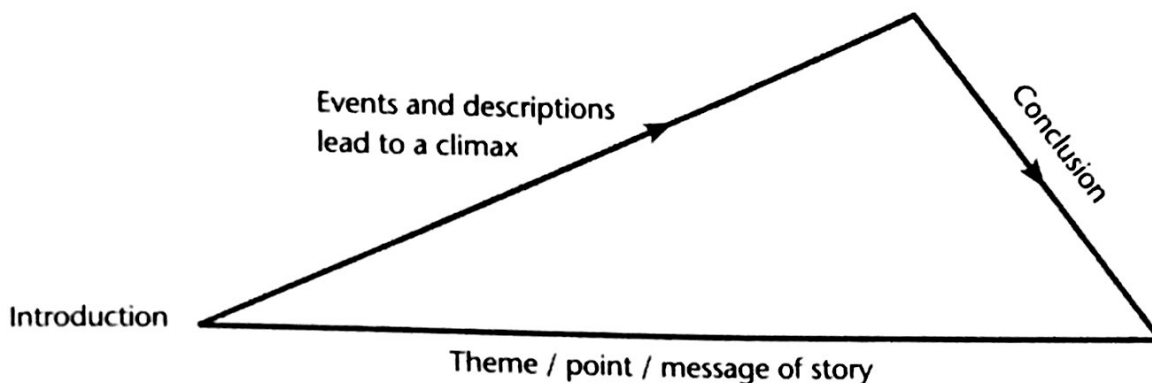 Events and descriptions
lead to a climax
Conclusion
Introduction
Theme / point / message of story